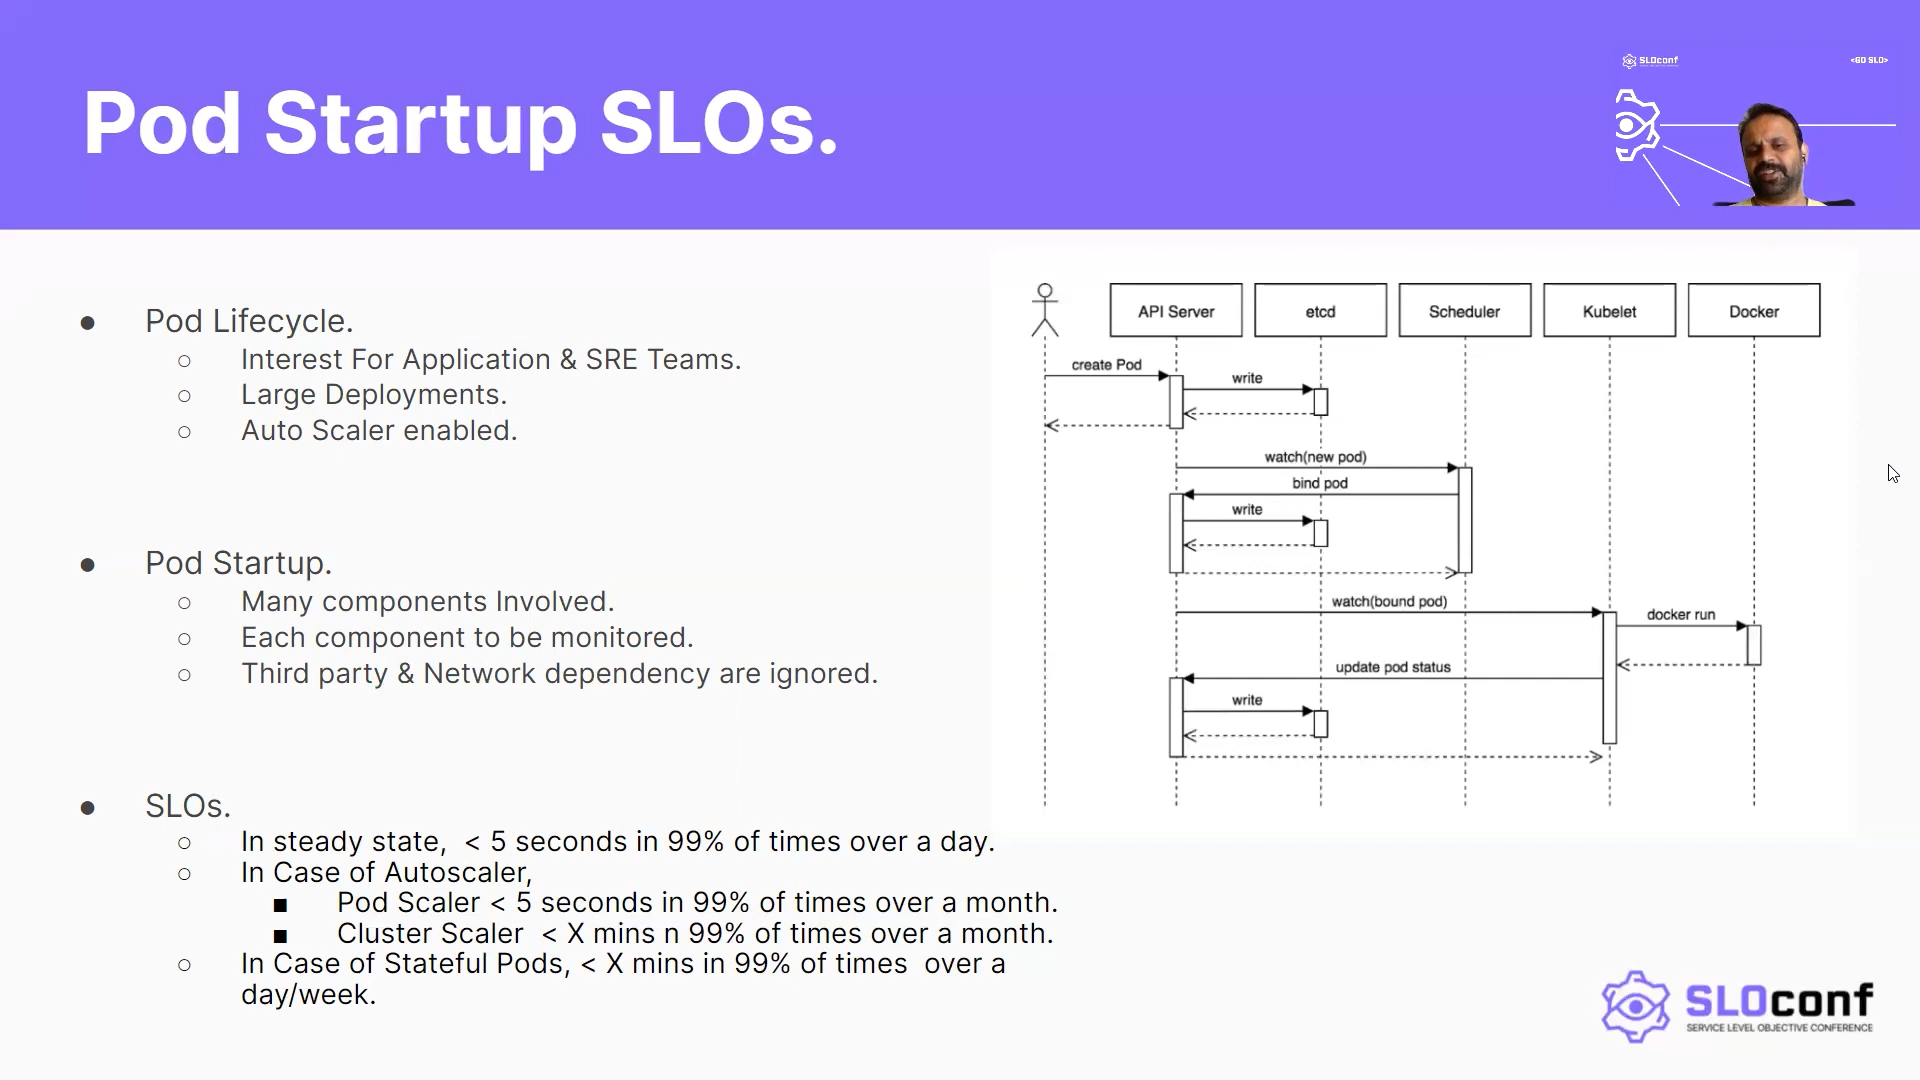 Pod Startup SLOs.
SLOconf
<GO SLO>
● Pod Lifecycle.
○ Interest For Application & SRE Teams.
○ Large Deployments.
○ Auto Scaler enabled.
● Pod Startup.
○ Many components Involved.
○ Each component to be monitored.
○ Third party & Network dependency are ignored.
● SLOs.
○ In steady state, < 5 seconds in 99% of times over a day.
○ In Case of Autoscaler,
■ Pod Scaler < 5 seconds in 99% of times over a month.
■ Cluster Scaler < X mins n 99% of times over a month.
○ In Case of Stateful Pods, < X mins in 99% of times over a
day/week.
API Server
etcd
Scheduler
Kubelet
Docker
create Pod
write
watch(new pod)
bind pod
write
watch(bound pod)
docker run
update pod status
write
SLOconf
SERVICE LEVEL OBJECTIVE CONFERENCE